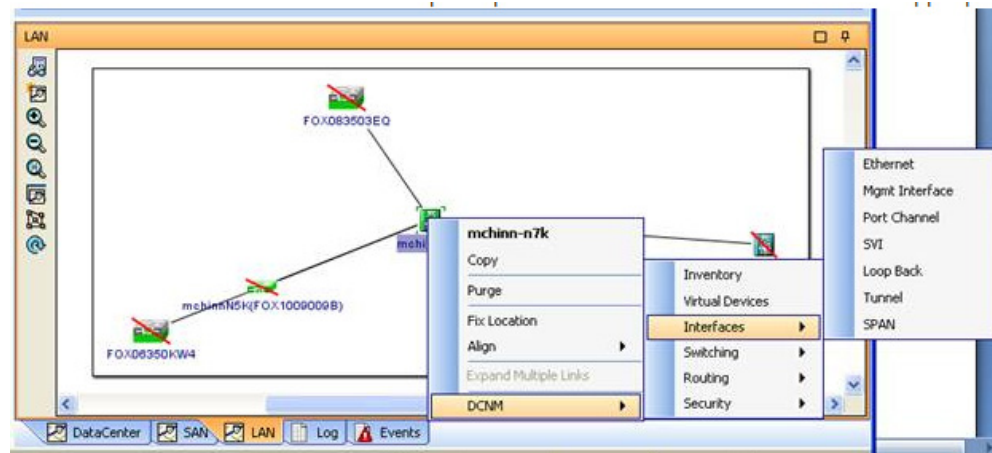 LAN
FOX083503EQ
mchi
mchinnN5K(FOX1009009B)
FOX06350KW4
mchinn-n7k
Copy
Purge
Fix Location
Align
Expand Multiple Links
DCNM
Inventory
Virtual Devices
Interfaces
Switching
Routing
Security
Ethernet
Mgmt Interface
Port Channel
SVI
Loop Back
Tunnel
SPAN
DataCenter SAN LAN Log Events